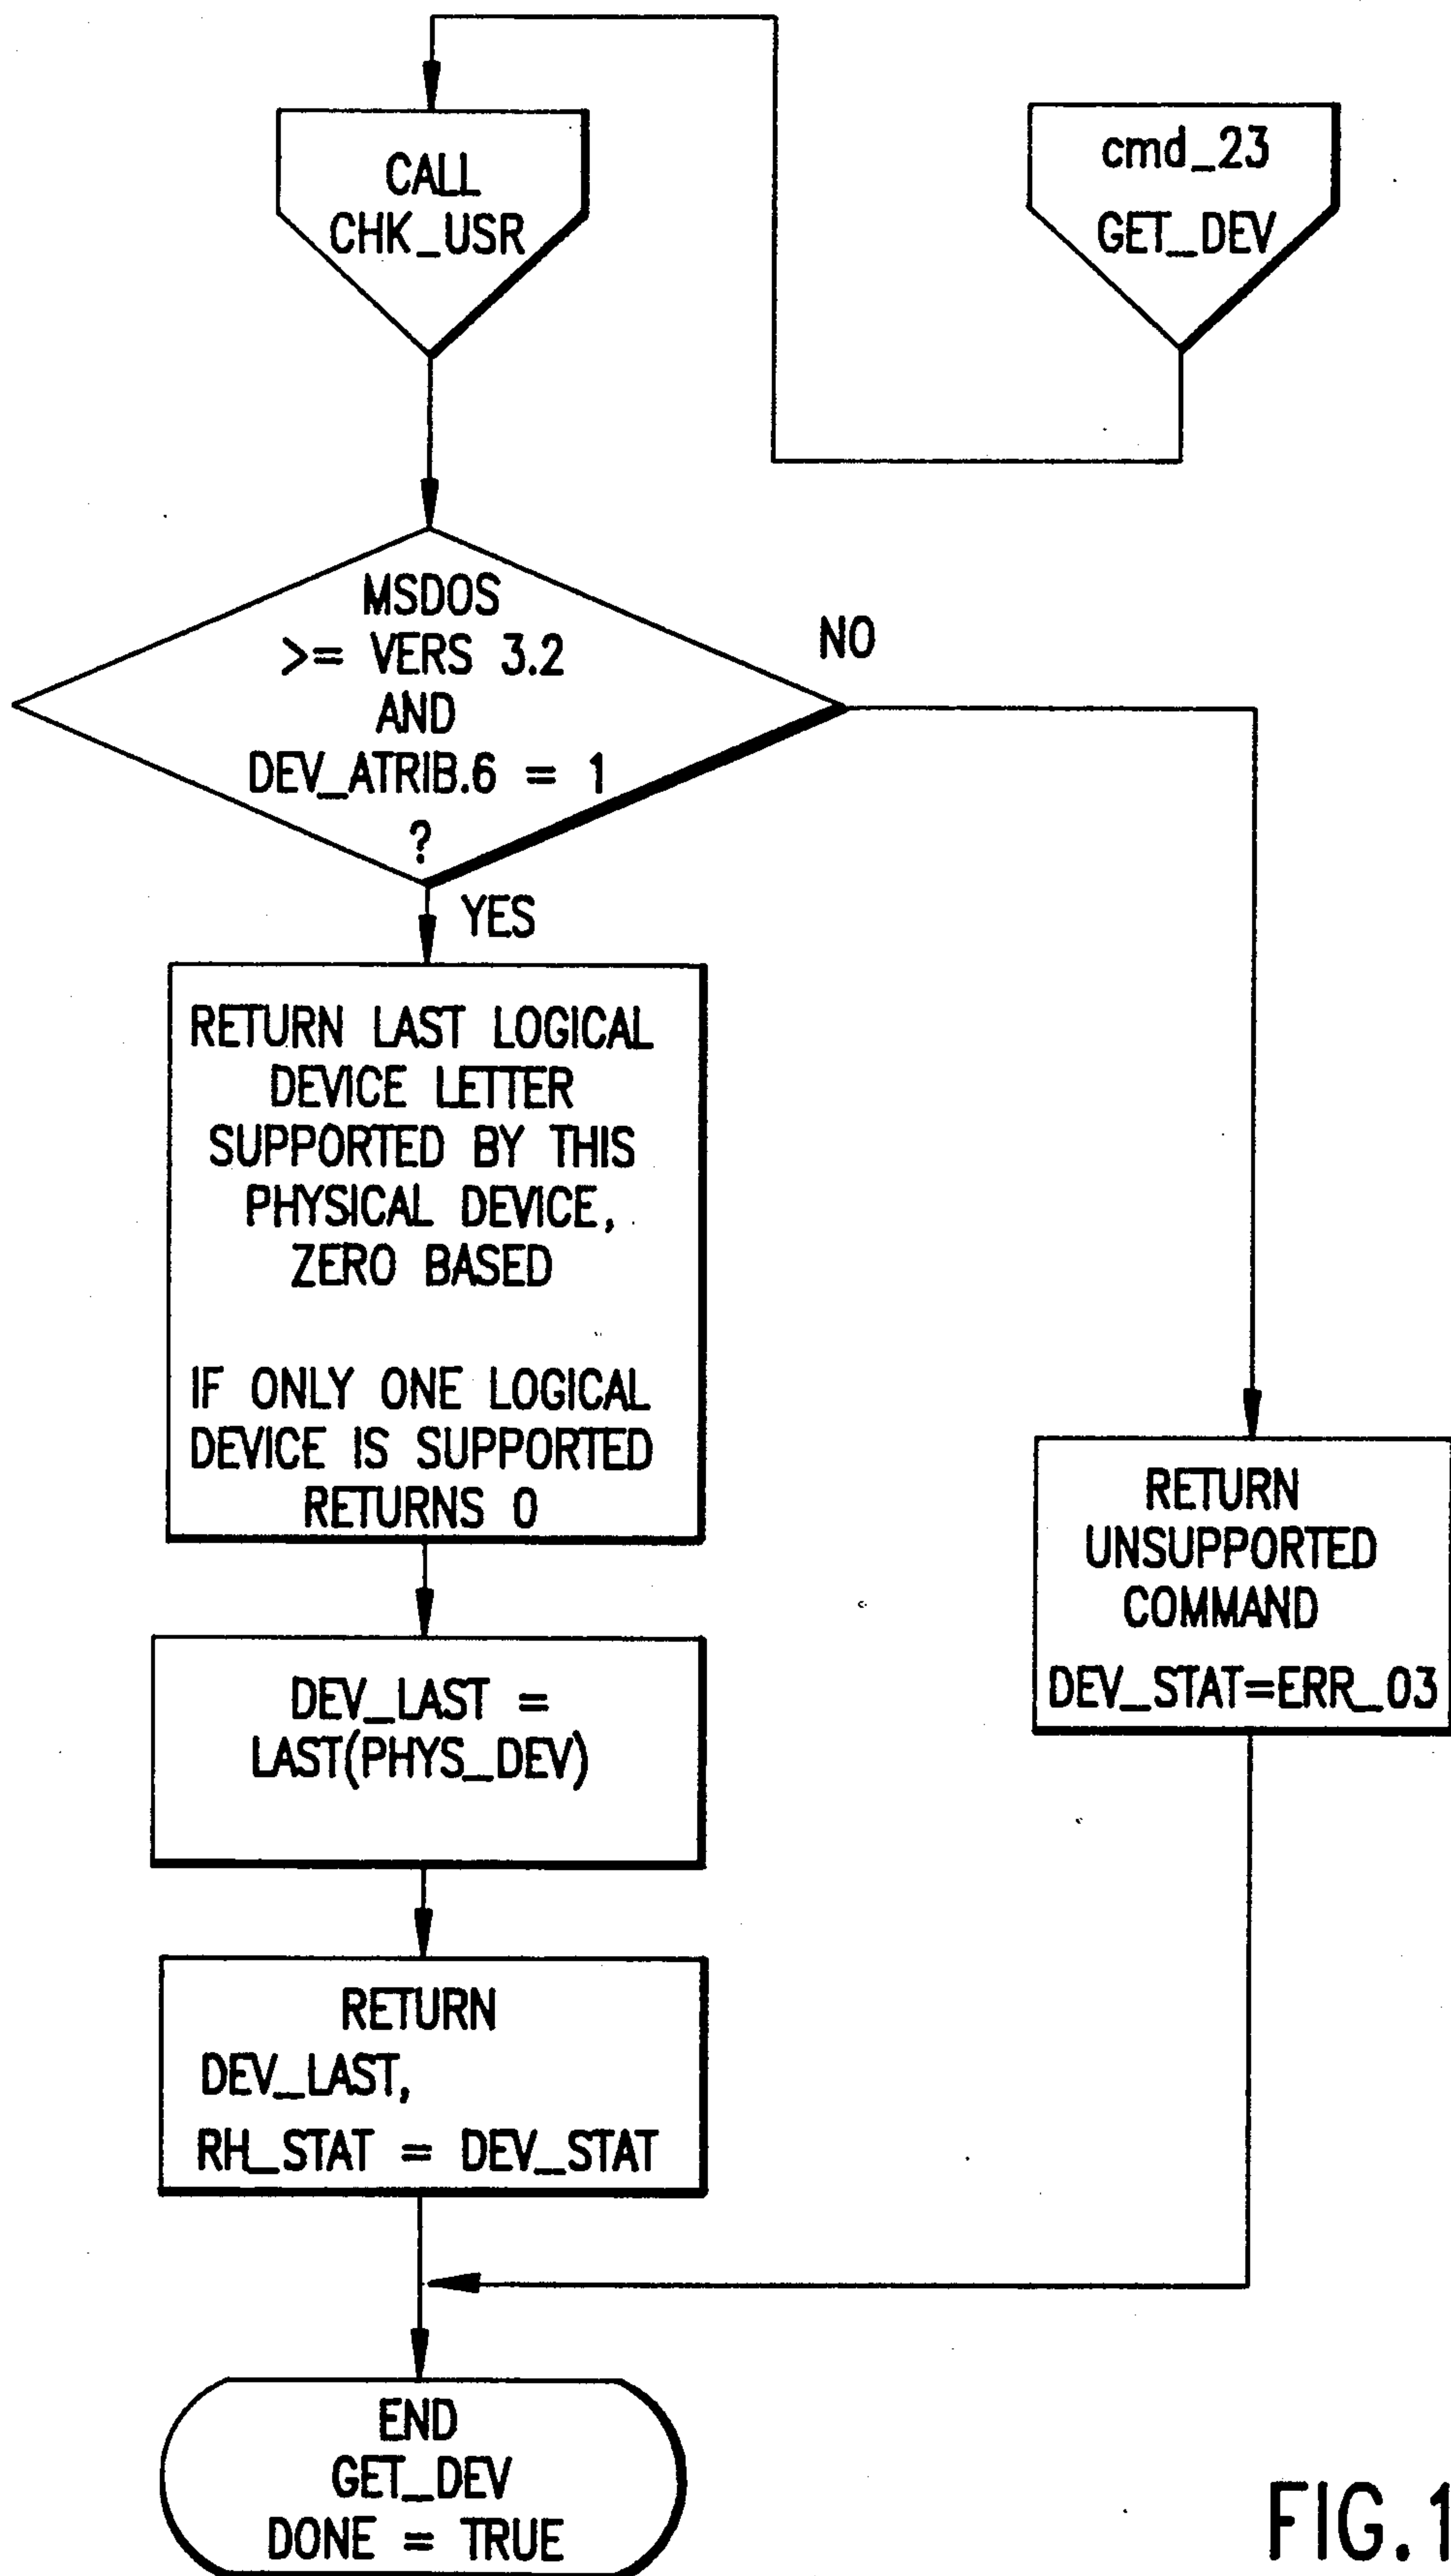 cmd_23
GET_DEV
CALL
CHK_USR
MSDOS
>= VERS 3.2
AND
DEV_ATRIB.6 = 1
?
NO
YES
RETURN LAST LOGICAL
DEVICE LETTER
SUPPORTED BY THIS
PHYSICAL DEVICE,
ZERO BASED
IF ONLY ONE LOGICAL
DEVICE IS SUPPORTED
RETURNS 0
RETURN
UNSUPPORTED
COMMAND
DEV_STAT=ERR_03
DEV_LAST =
LAST(PHYS_DEV)
RETURN
DEV_LAST,
RH_STAT = DEV_STAT
END
GET_DEV
DONE = TRUE
FIG.1